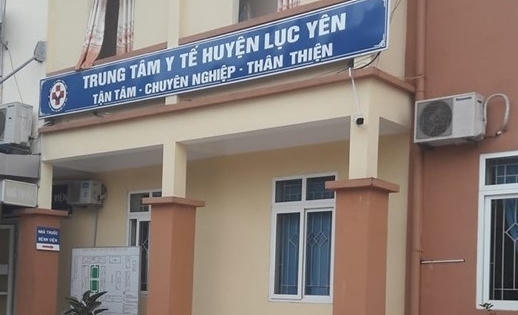 TRUNG TÂM Y TẾ HUYỆN LỤC YÊN
TẬN TÂM - CHUYÊN NGHIỆP - THÂN THIỆN
NHÀ THUỐC
BỆNH VIỆN